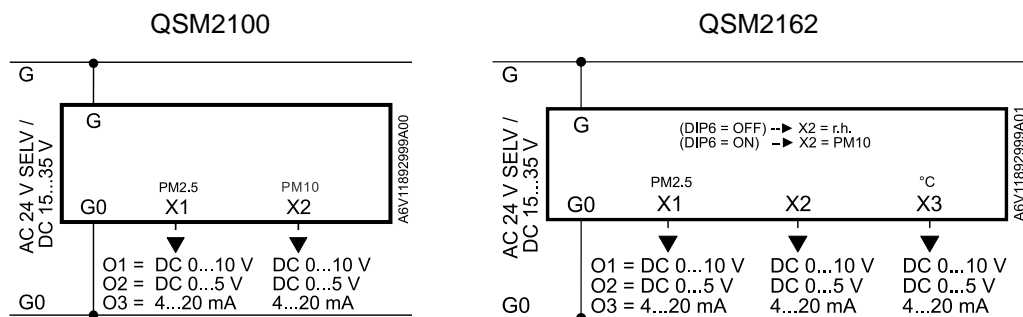 QSM2100
G
G
AC 24 V SELV /
DC 15...35 V
A6V11892999A00
PM2.5 PM10
G0 X1 X2
O1 = DC 0...10 V DC 0...10 V
O2 = DC 0...5 V DC 0...5 V
O3 = 4...20 mA 4...20 mA
G0
QSM2162
G
G
(DIP6 = OFF) --► X2 = r.h.
(DIP6 = ON) –► X2 = PM10
AC 24 V SELV /
DC 15...35 V
A6V11892999A01
PM2.5 °C
G0 X1 X2 X3
O1 = DC 0...10 V DC 0...10 V DC 0...10 V
O2 = DC 0...5 V DC 0...5 V DC 0...5 V
O3 = 4...20 mA 4...20 mA 4...20 mA
G0